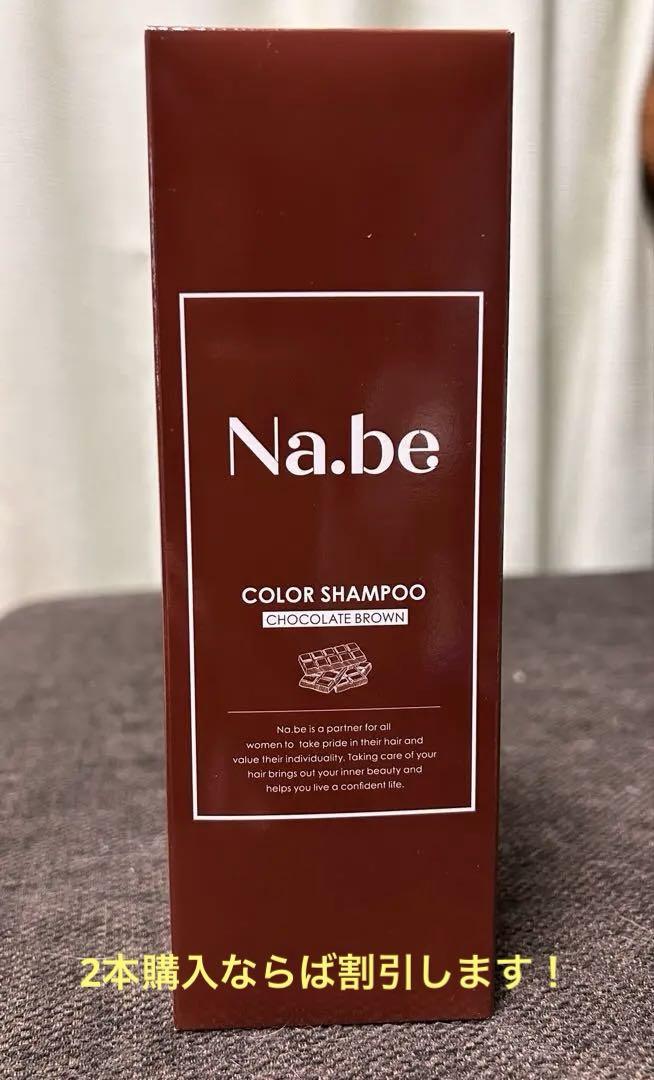 Na.be
COLOR SHAMPOO
CHOCOLATE BROWN
Na.be is a partner for all
women to take pride in their hair and
value their individuality. Taking care of your
hair brings out your inner beauty and
helps you live a confident life.
2本購入ならば割引します！